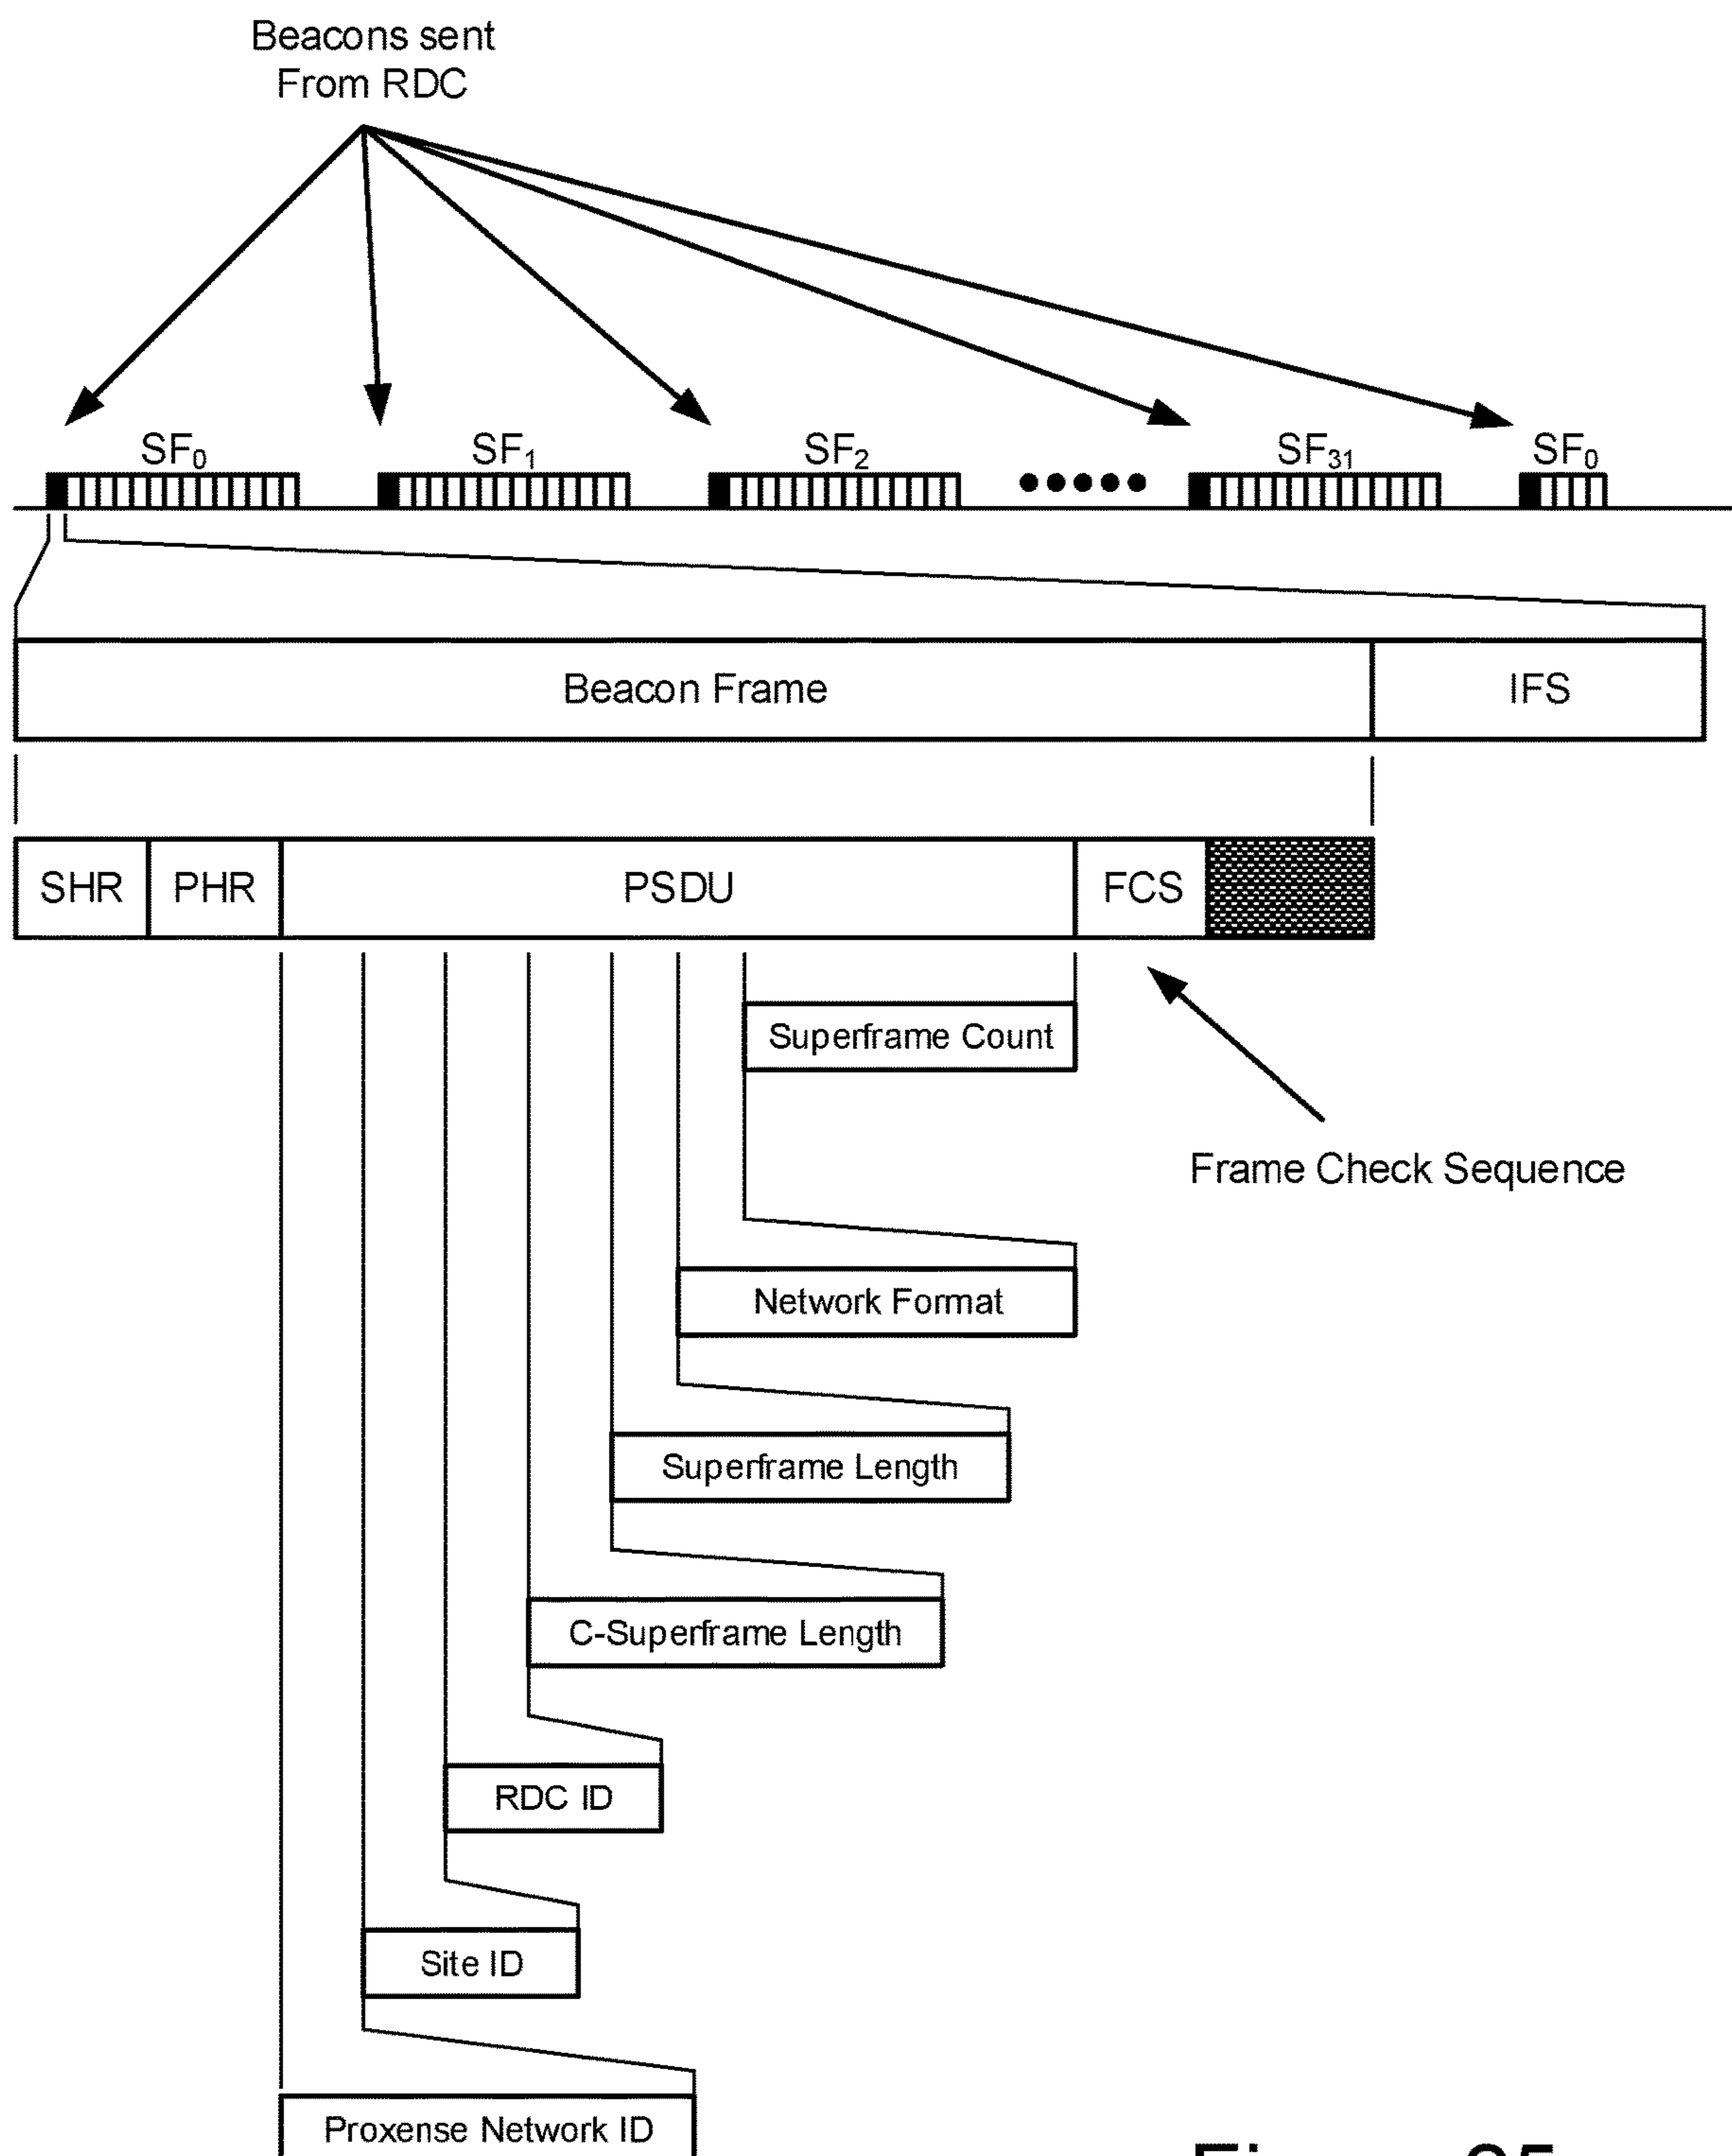 Beacons sent
From RDC
SF0 SF1 SF2 SF31 SF0
Beacon Frame IFS
SHR PHR PSDU FCS
Superframe Count
Frame Check Sequence
Network Format
Superframe Length
C-Superframe Length
RDC ID
Site ID
Proxense Network ID